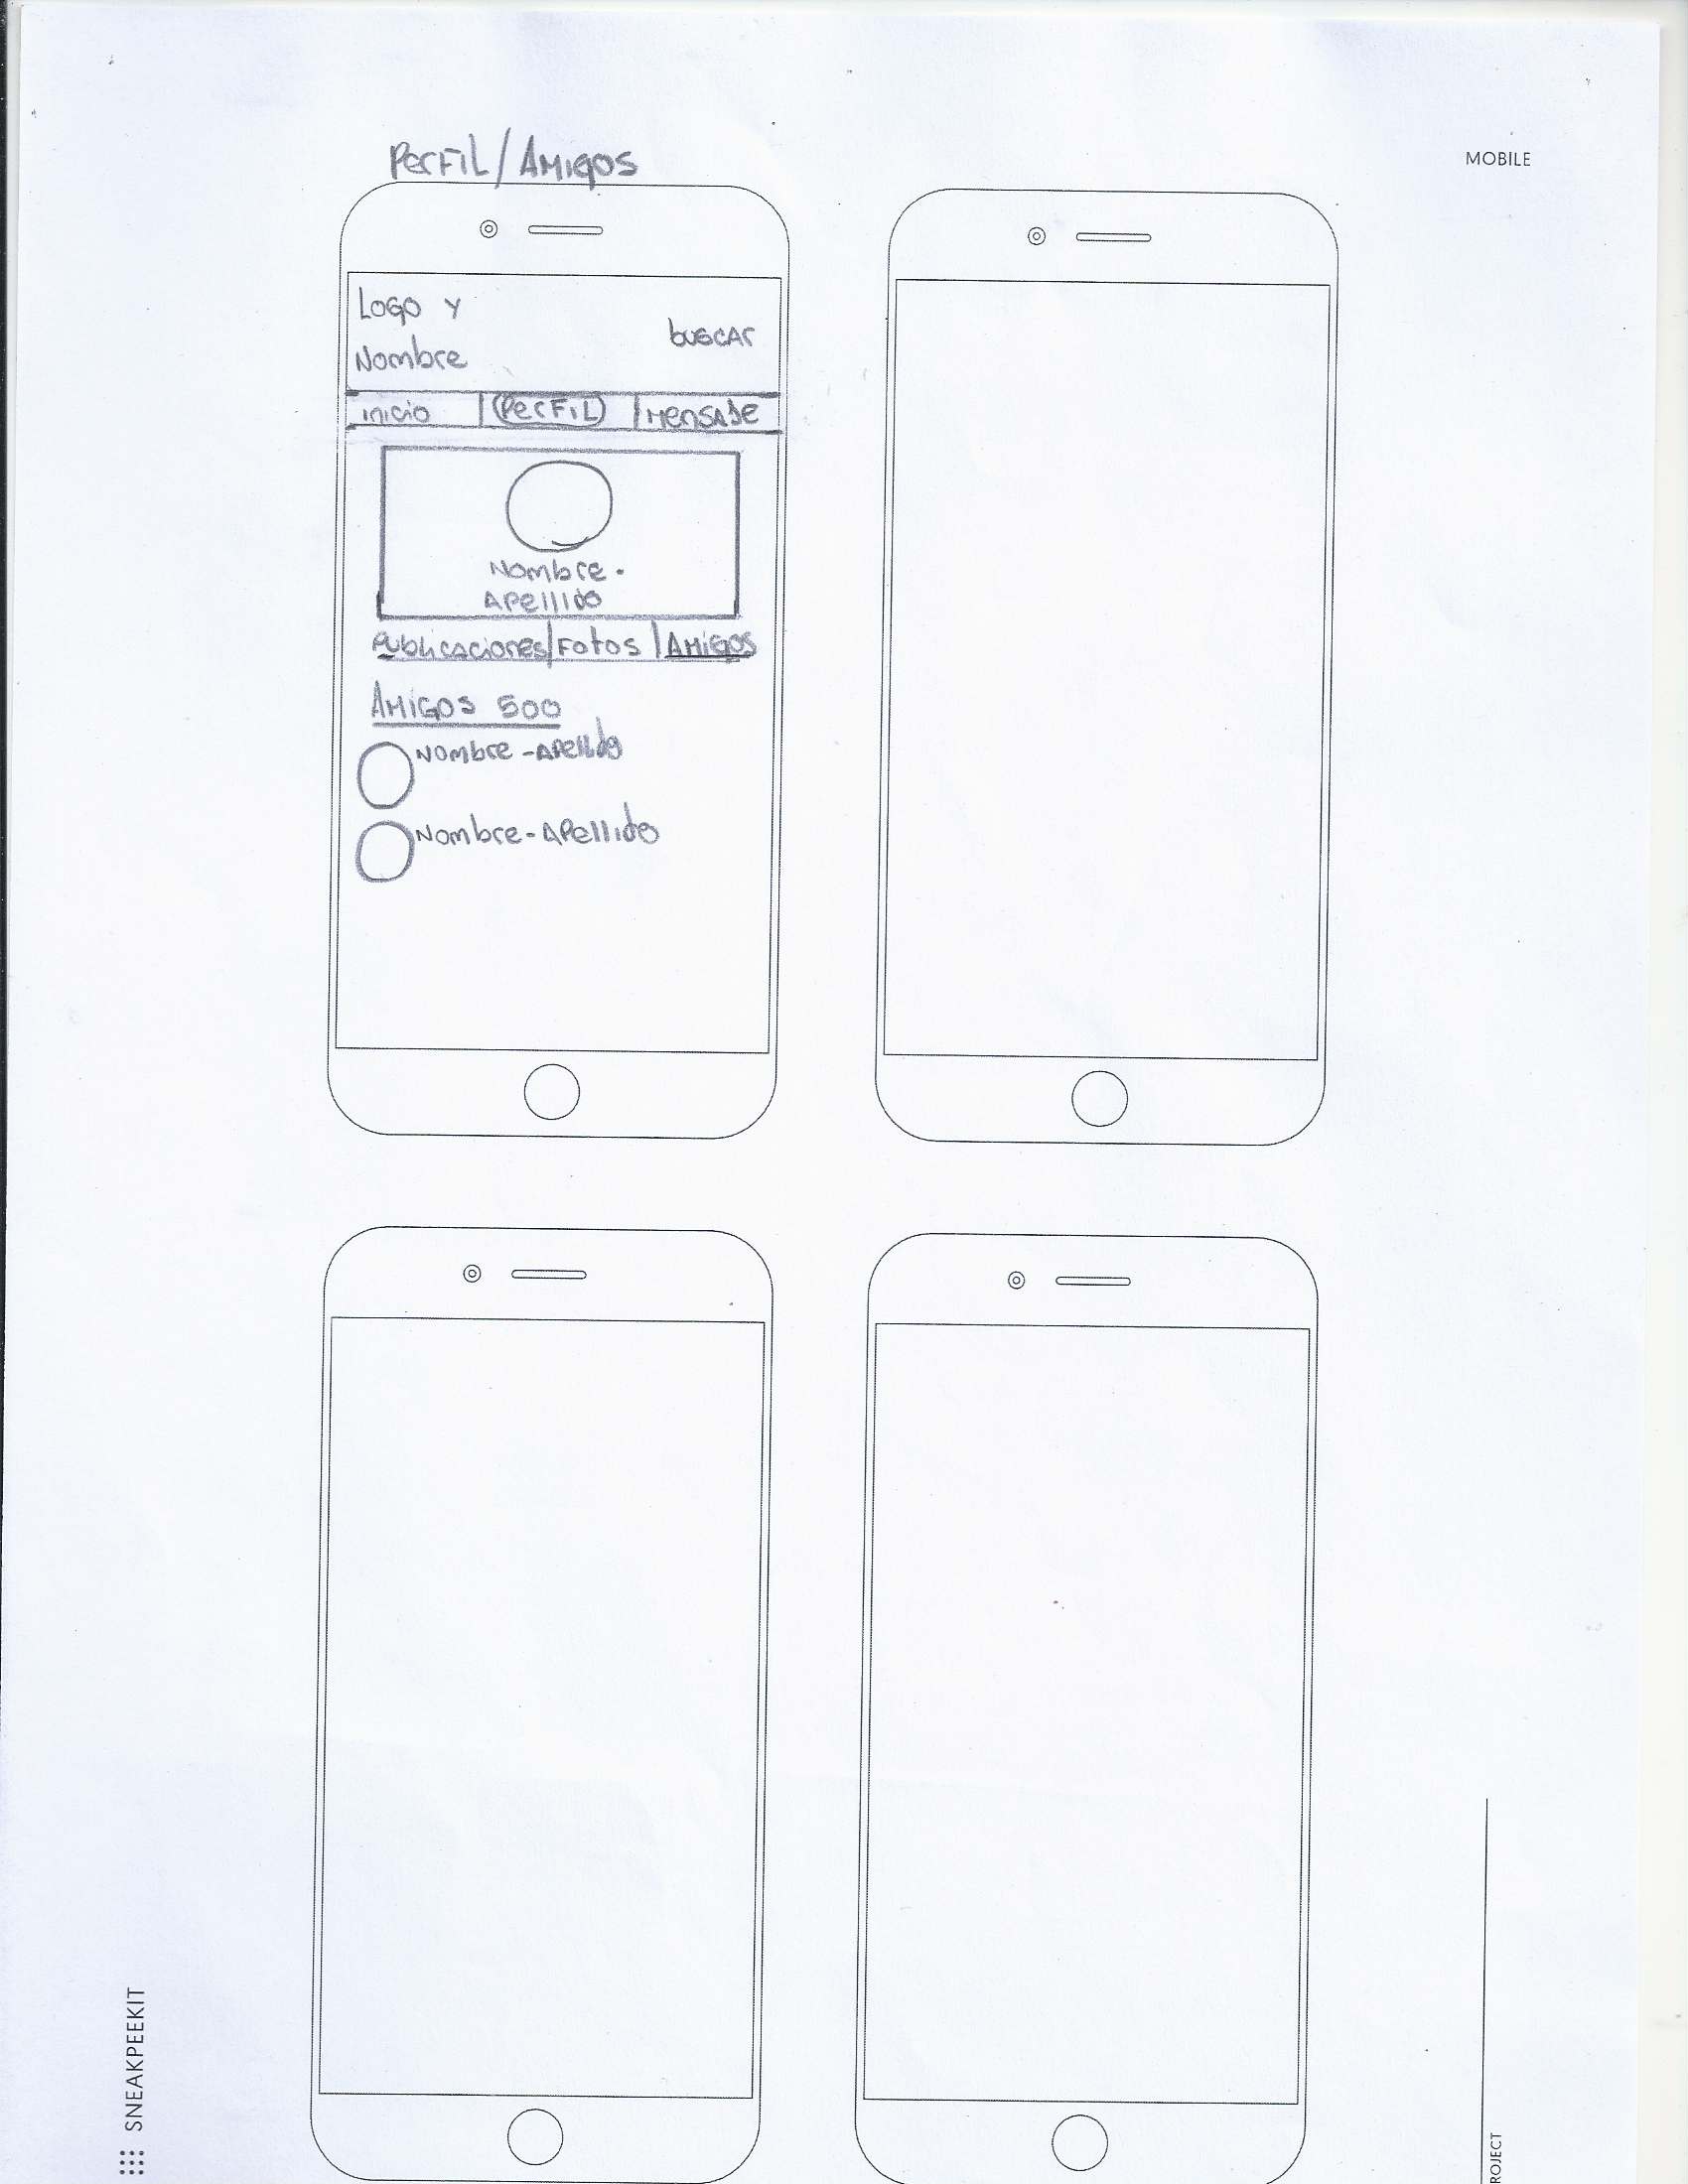 Perfil/Amigos
MOBILE
Logo y
Nombre
buscar
inicio Perfil Mensaje
Nombre -
Apellido
Publicaciones Fotos Amigos
Amigos 500
Nombre - Apellido
Nombre - Apellido
SNEAKPEEKIT
ROJECT